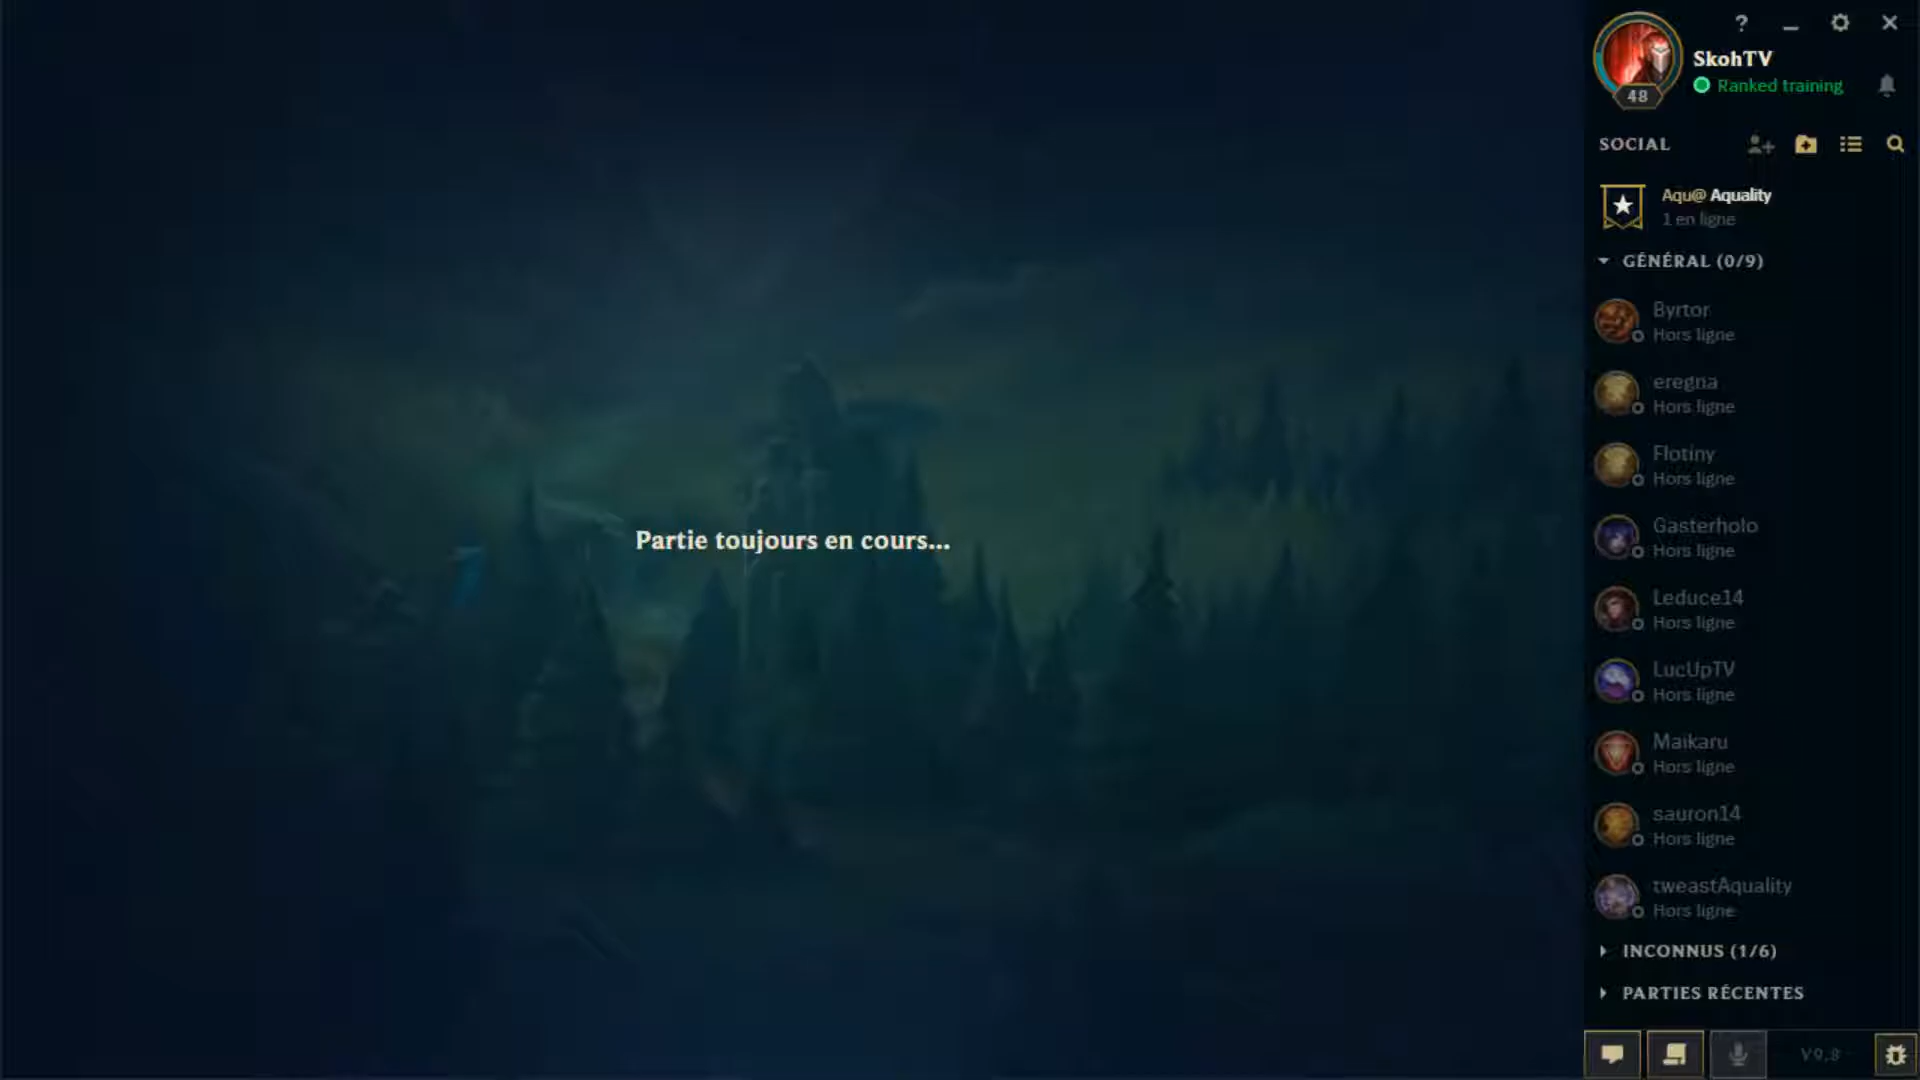 ?
SkohTV
48
Ranked training
SOCIAL
Aqu@ Aquality
1 en ligne
GÉNÉRAL (0/9)
Byrtor
Hors ligne
eregna
Hors ligne
Flotiny
Hors ligne
Partie toujours en cours...
Gasterholo
Hors ligne
Leduce14
Hors ligne
LucUpTV
Hors ligne
Maikaru
Hors ligne
sauron14
Hors ligne
tweastAquality
Hors ligne
INCONNUS (1/6)
PARTIES RÉCENTES
V9.8